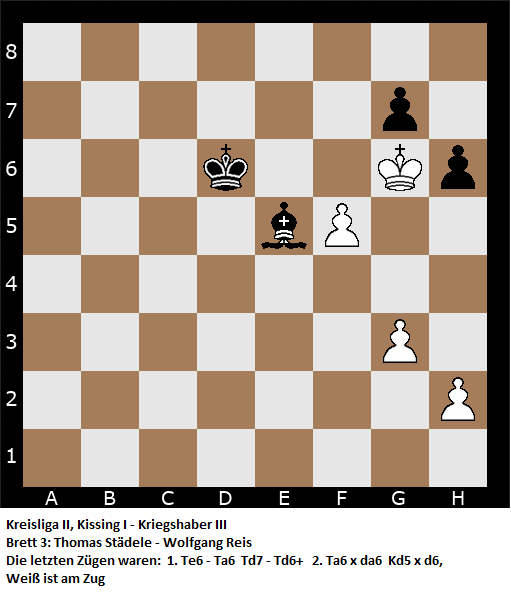 8
7
6
5
4
3
2
1
A B C D E F G H
Kreisliga II, Kissing I - Kriegshaber III
Brett 3: Thomas Städele - Wolfgang Reis
Die letzten Zügen waren:  1. Te6 - Ta6  Td7 - Td6+   2. Ta6 x da6  Kd5 x d6,
Weiß ist am Zug